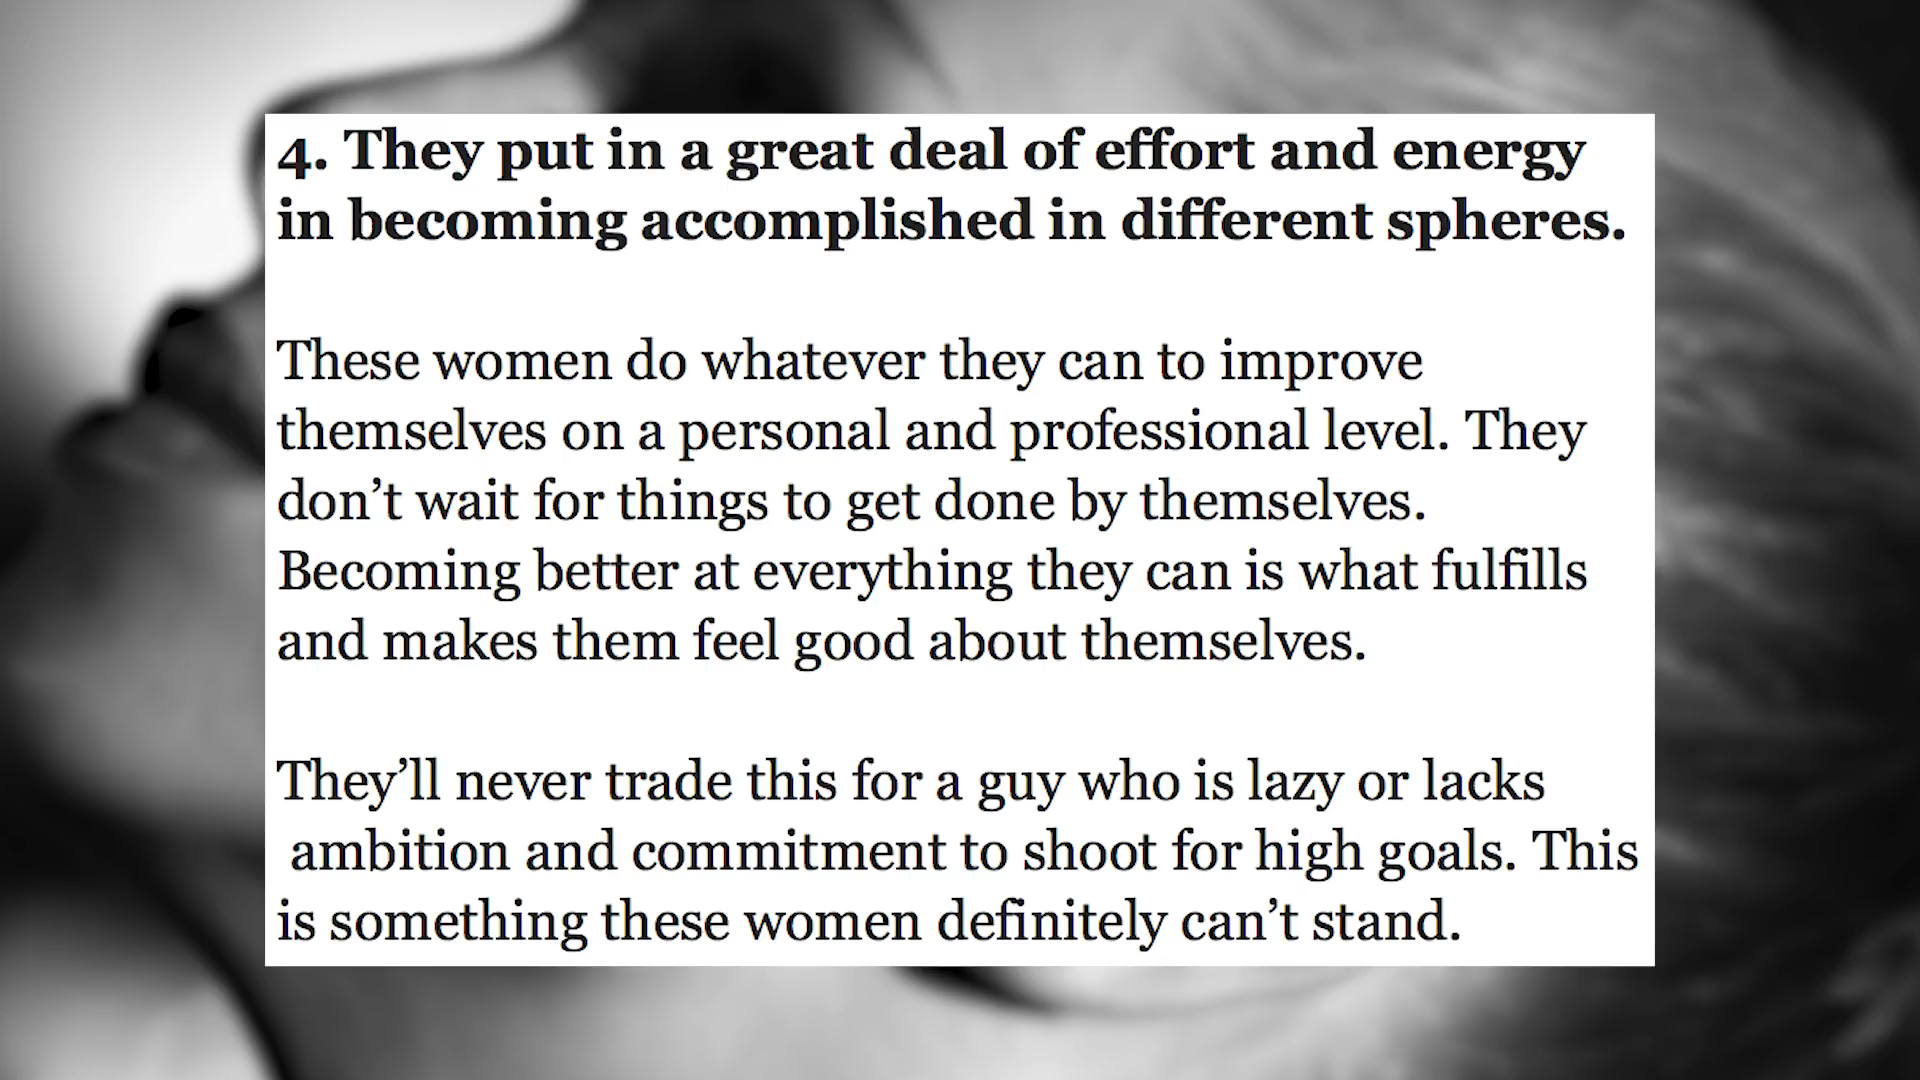 4. They put in a great deal of effort and energy
in becoming accomplished in different spheres.
These women do whatever they can to improve
themselves on a personal and professional level. They
don’t wait for things to get done by themselves.
Becoming better at everything they can is what fulfills
and makes them feel good about themselves.
They’ll never trade this for a guy who is lazy or lacks
ambition and commitment to shoot for high goals. This
is something these women definitely can’t stand.